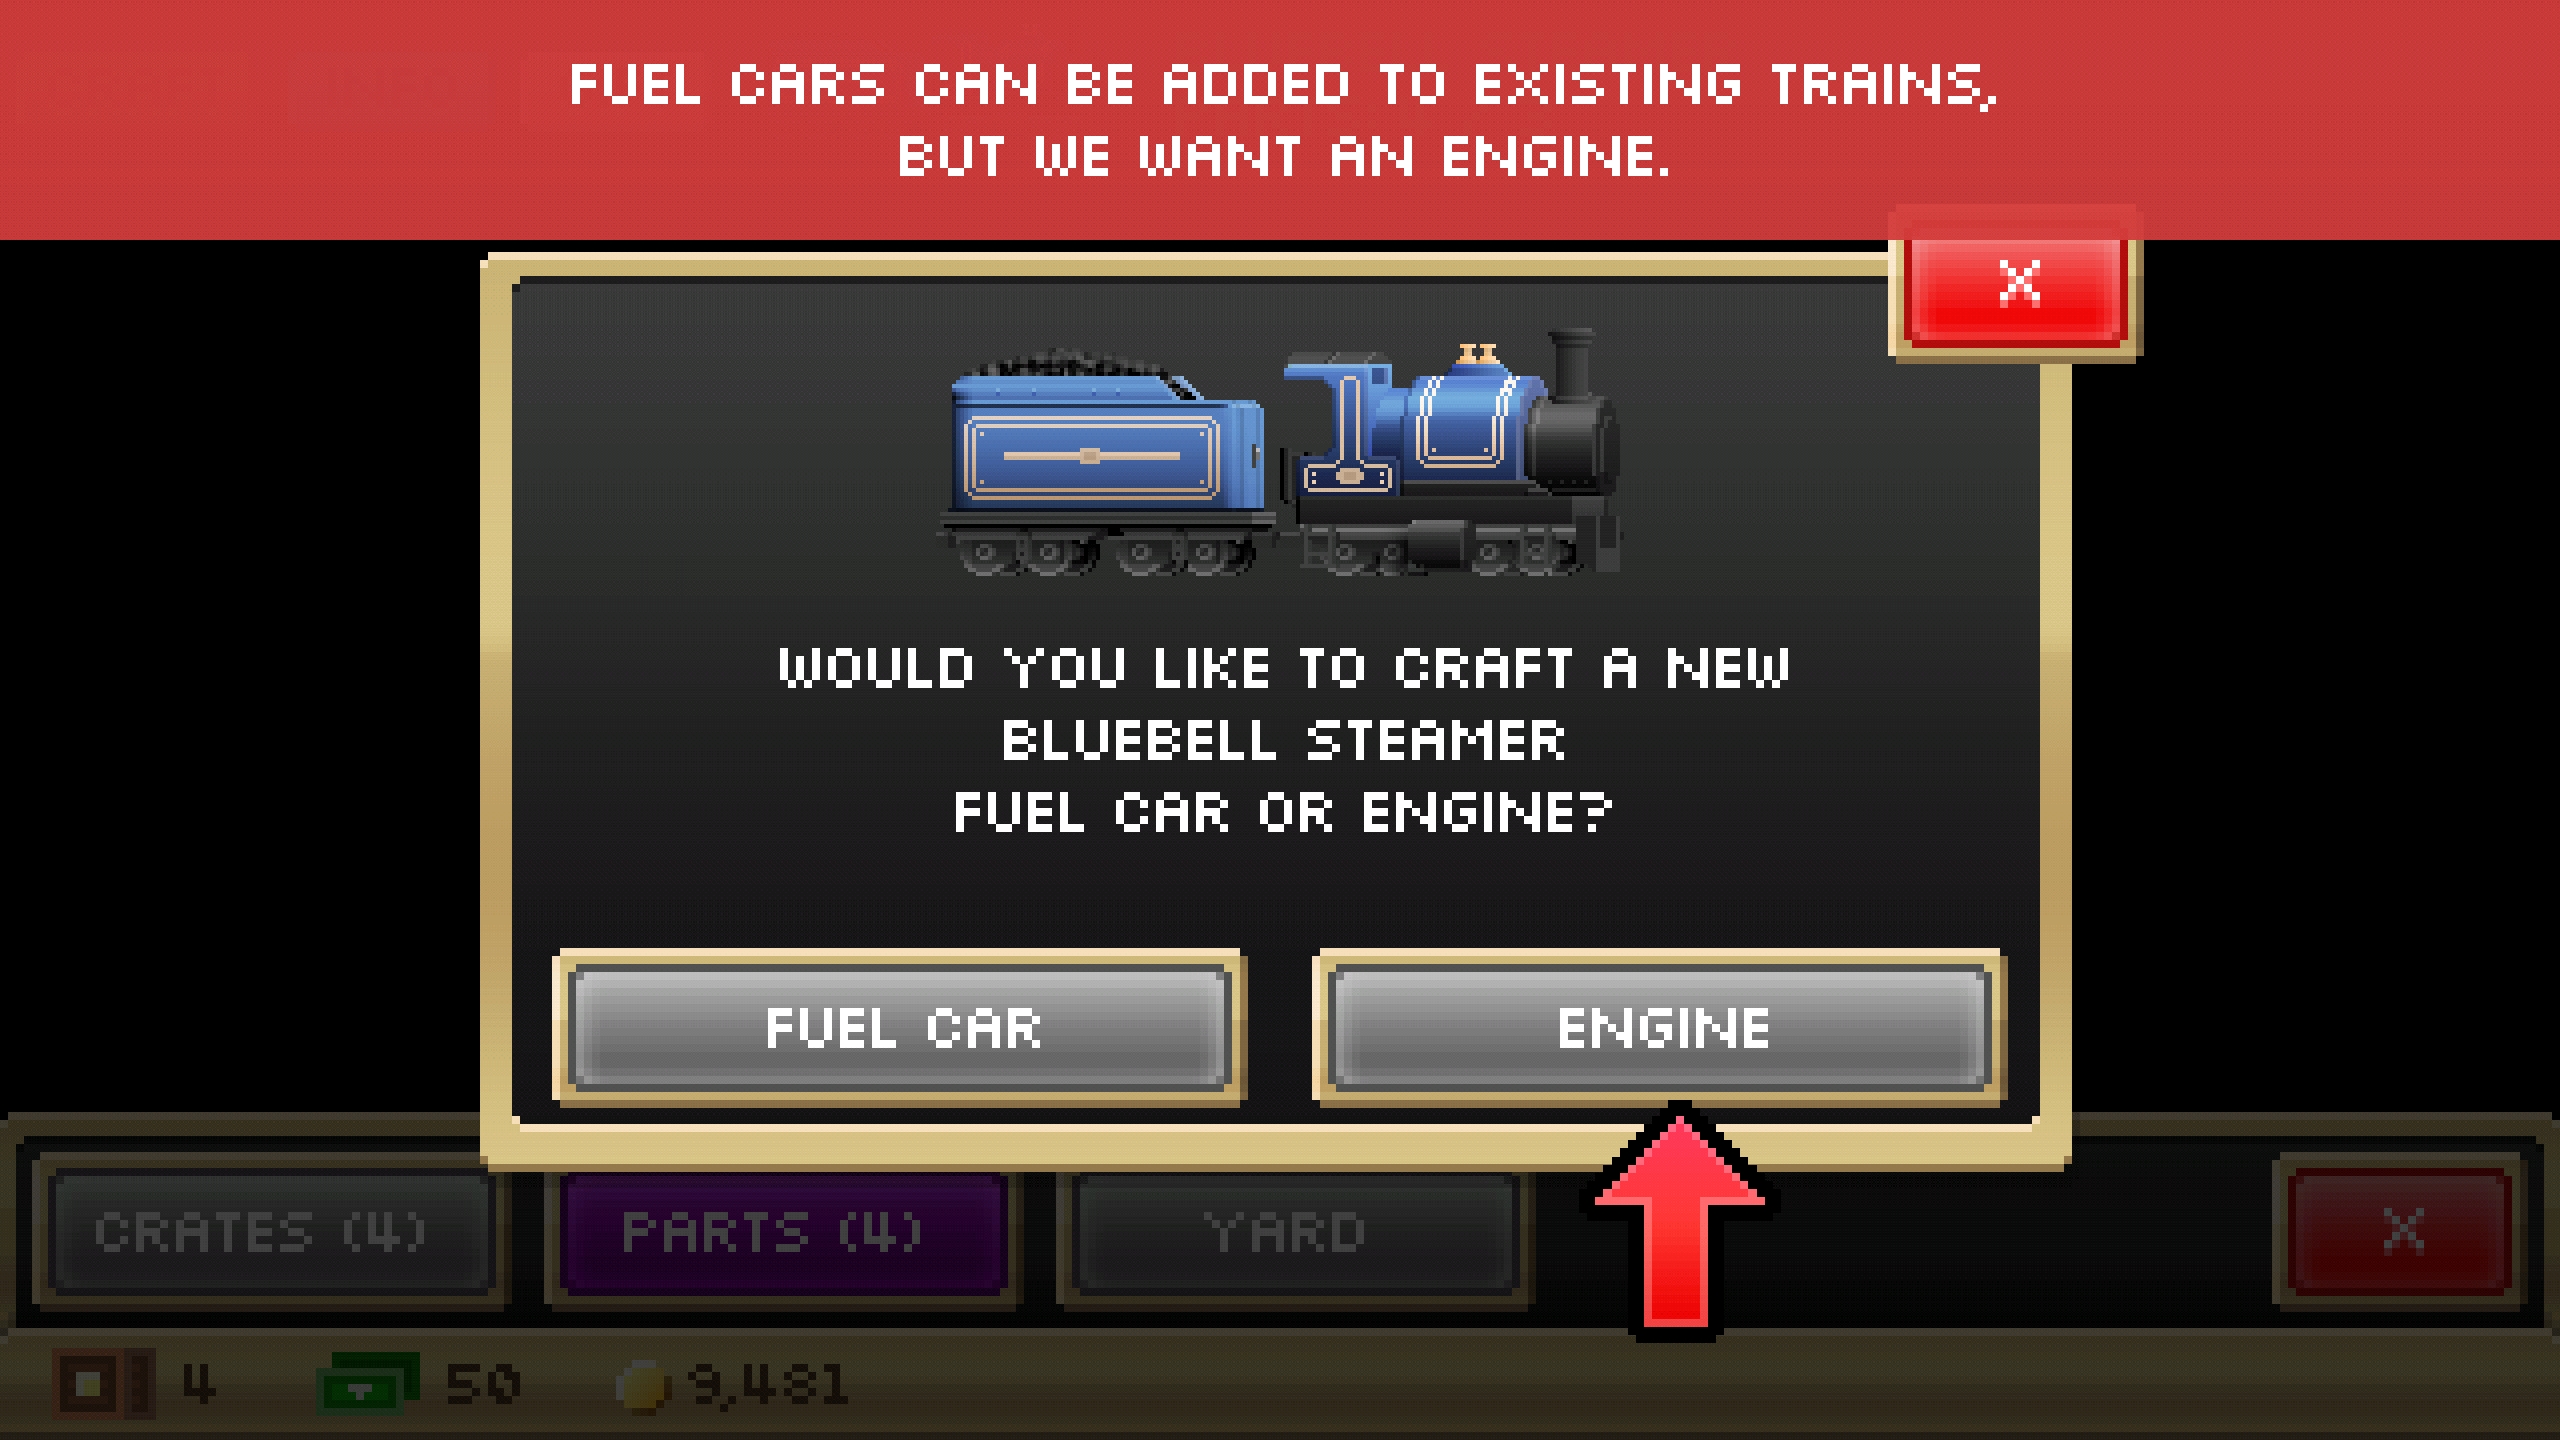 FUEL CARS CAN BE ADDED TO EXISTING TRAINS,
BUT WE WANT AN ENGINE.
X
WOULD YOU LIKE TO CRAFT A NEW
BLUEBELL STEAMER
FUEL CAR OR ENGINE?
FUEL CAR
ENGINE
CRATES (4)
PARTS (4)
YARD
X
4
50
9,481